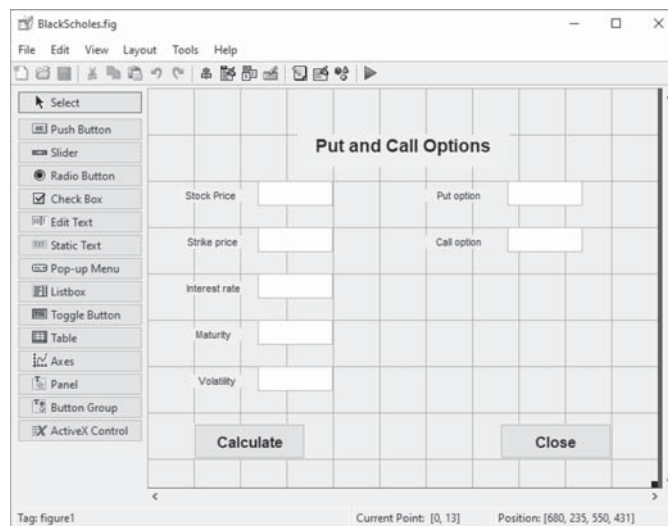 BlackScholes.fig
File Edit View Layout Tools Help
Select
Push Button
Slider
Radio Button
Check Box
Edit Text
Static Text
Pop-up Menu
Listbox
Toggle Button
Table
Axes
Panel
Button Group
ActiveX Control
Put and Call Options
Stock Price Put option
Strike price Call option
Interest rate
Maturity
Volatility
Calculate Close
Tag: figure1 Current Point: [0, 13] Position: [680, 235, 550, 431]